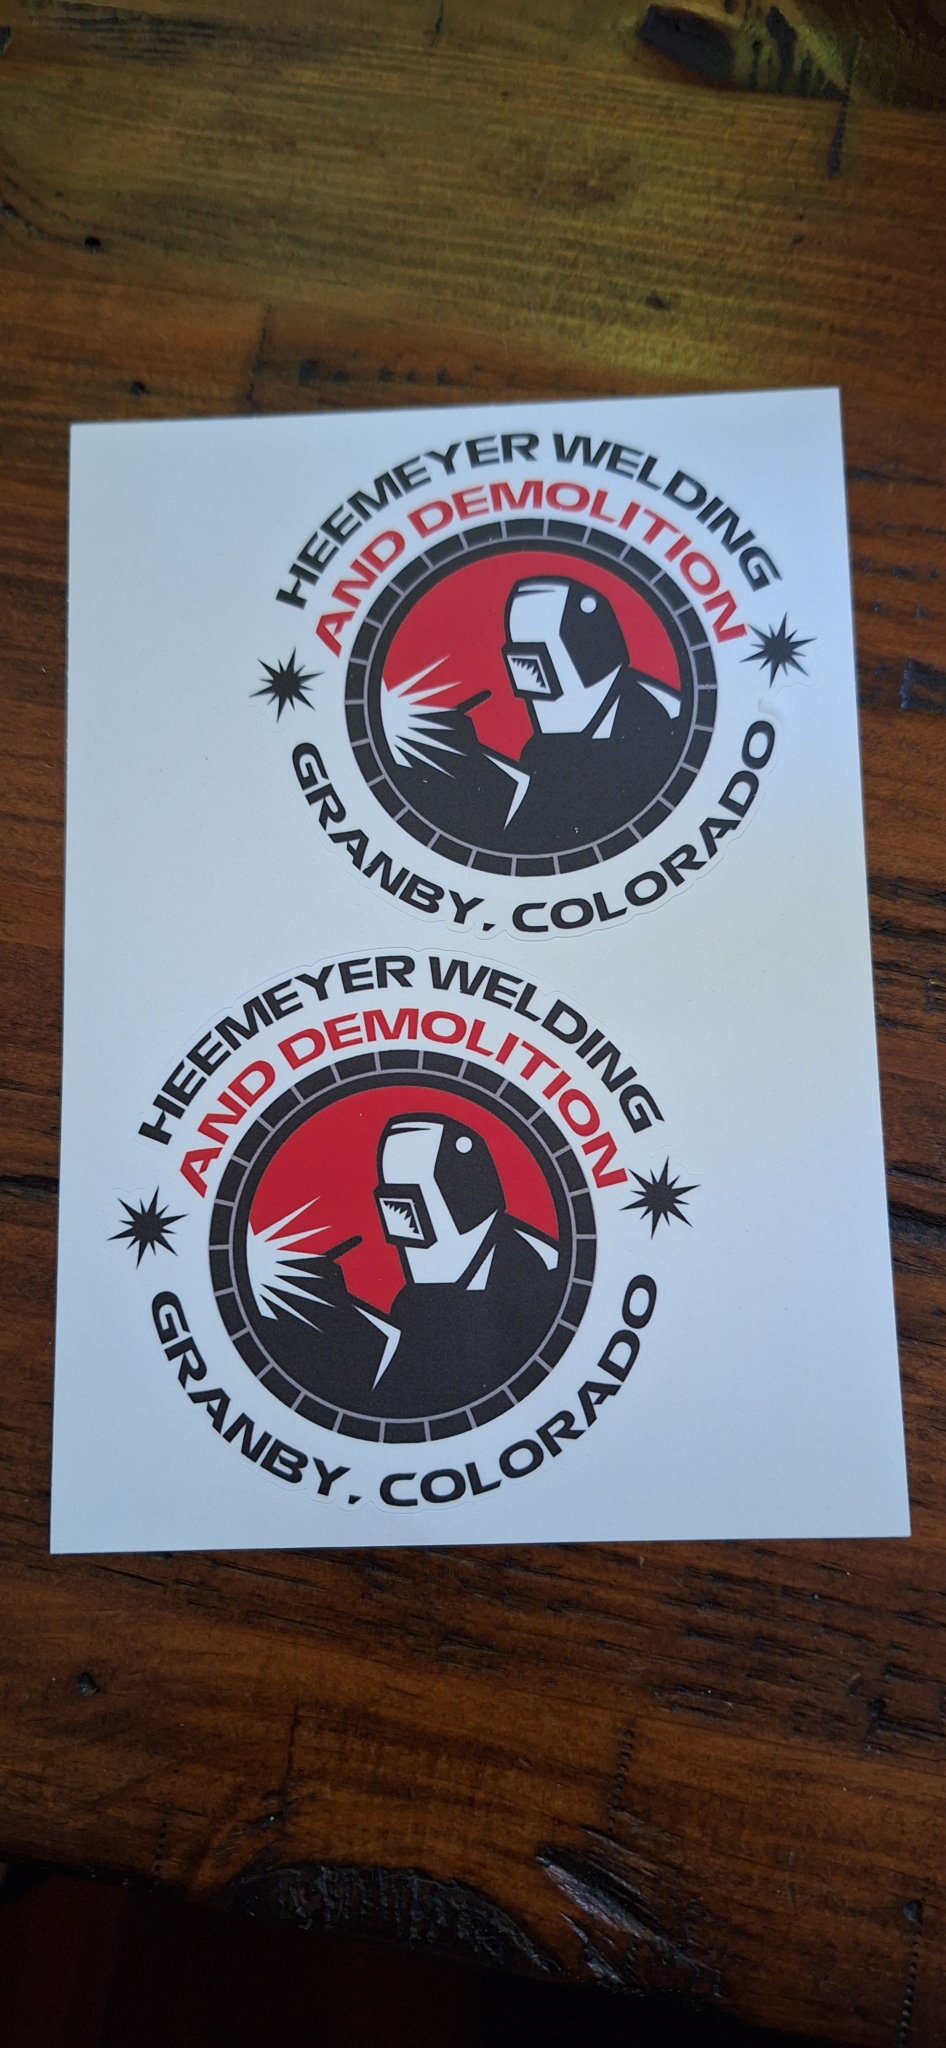 HEEMEYER WELDING
AND DEMOLITION
GRANBY, COLORADO
HEEMEYER WELDING
AND DEMOLITION
GRANBY, COLORADO